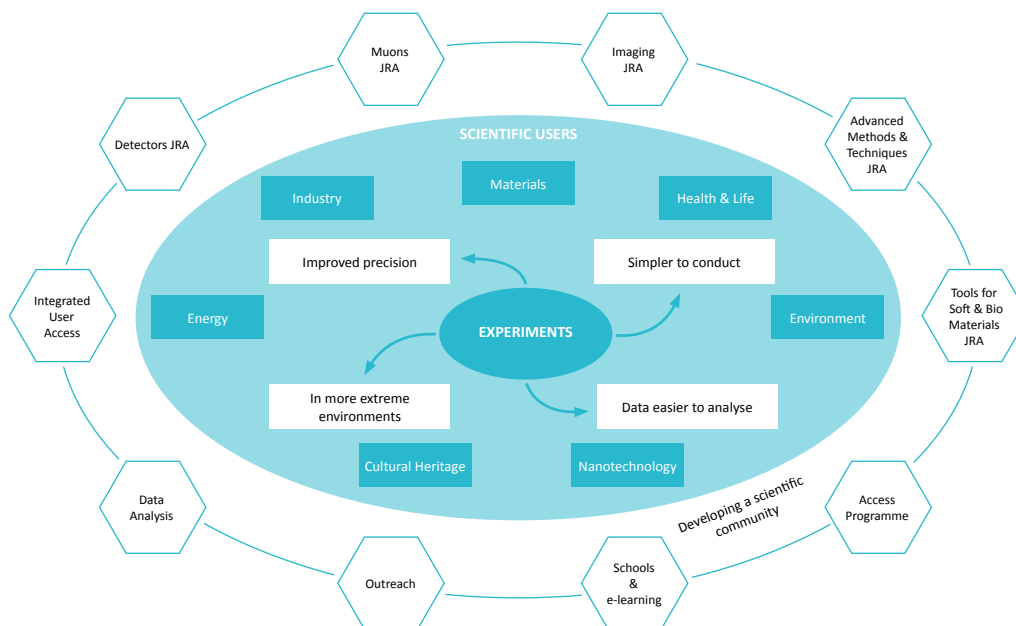 Muons
JRA
Imaging
JRA
Detectors JRA
Advanced
Methods &
Techniques
JRA
SCIENTIFIC USERS
Industry
Materials
Health & Life
Improved precision
Simpler to conduct
Integrated
User
Access
Energy
EXPERIMENTS
Environment
Tools for
Soft & Bio
Materials
JRA
In more extreme
environments
Data easier to analyse
Cultural Heritage
Nanotechnology
Data
Analysis
Developing a scientific
community
Access
Programme
Outreach
Schools
&
e-learning